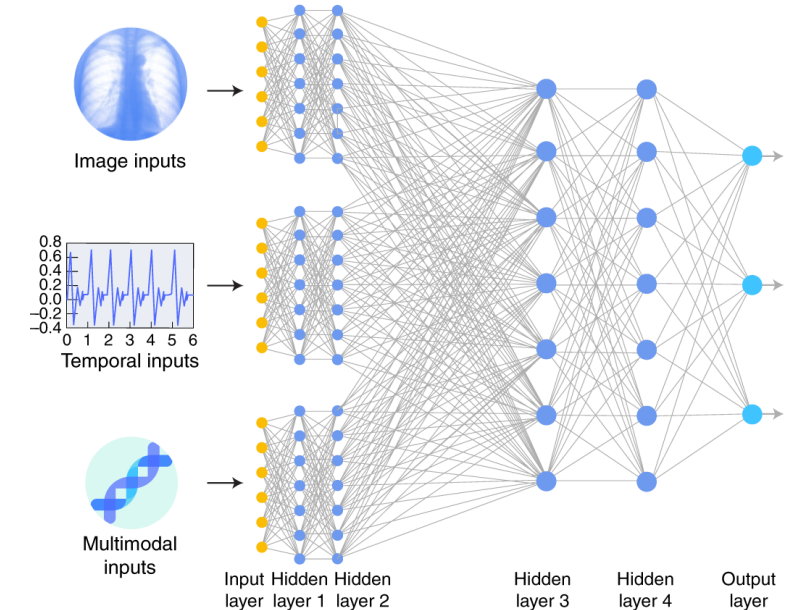 Image inputs
0.8
0.6
0.4
0.2
0.0
−0.2
−0.4
0 1 2 3 4 5 6
Temporal inputs
Multimodal
inputs
Input
layer
Hidden
layer 1
Hidden
layer 2
Hidden
layer 3
Hidden
layer 4
Output
layer